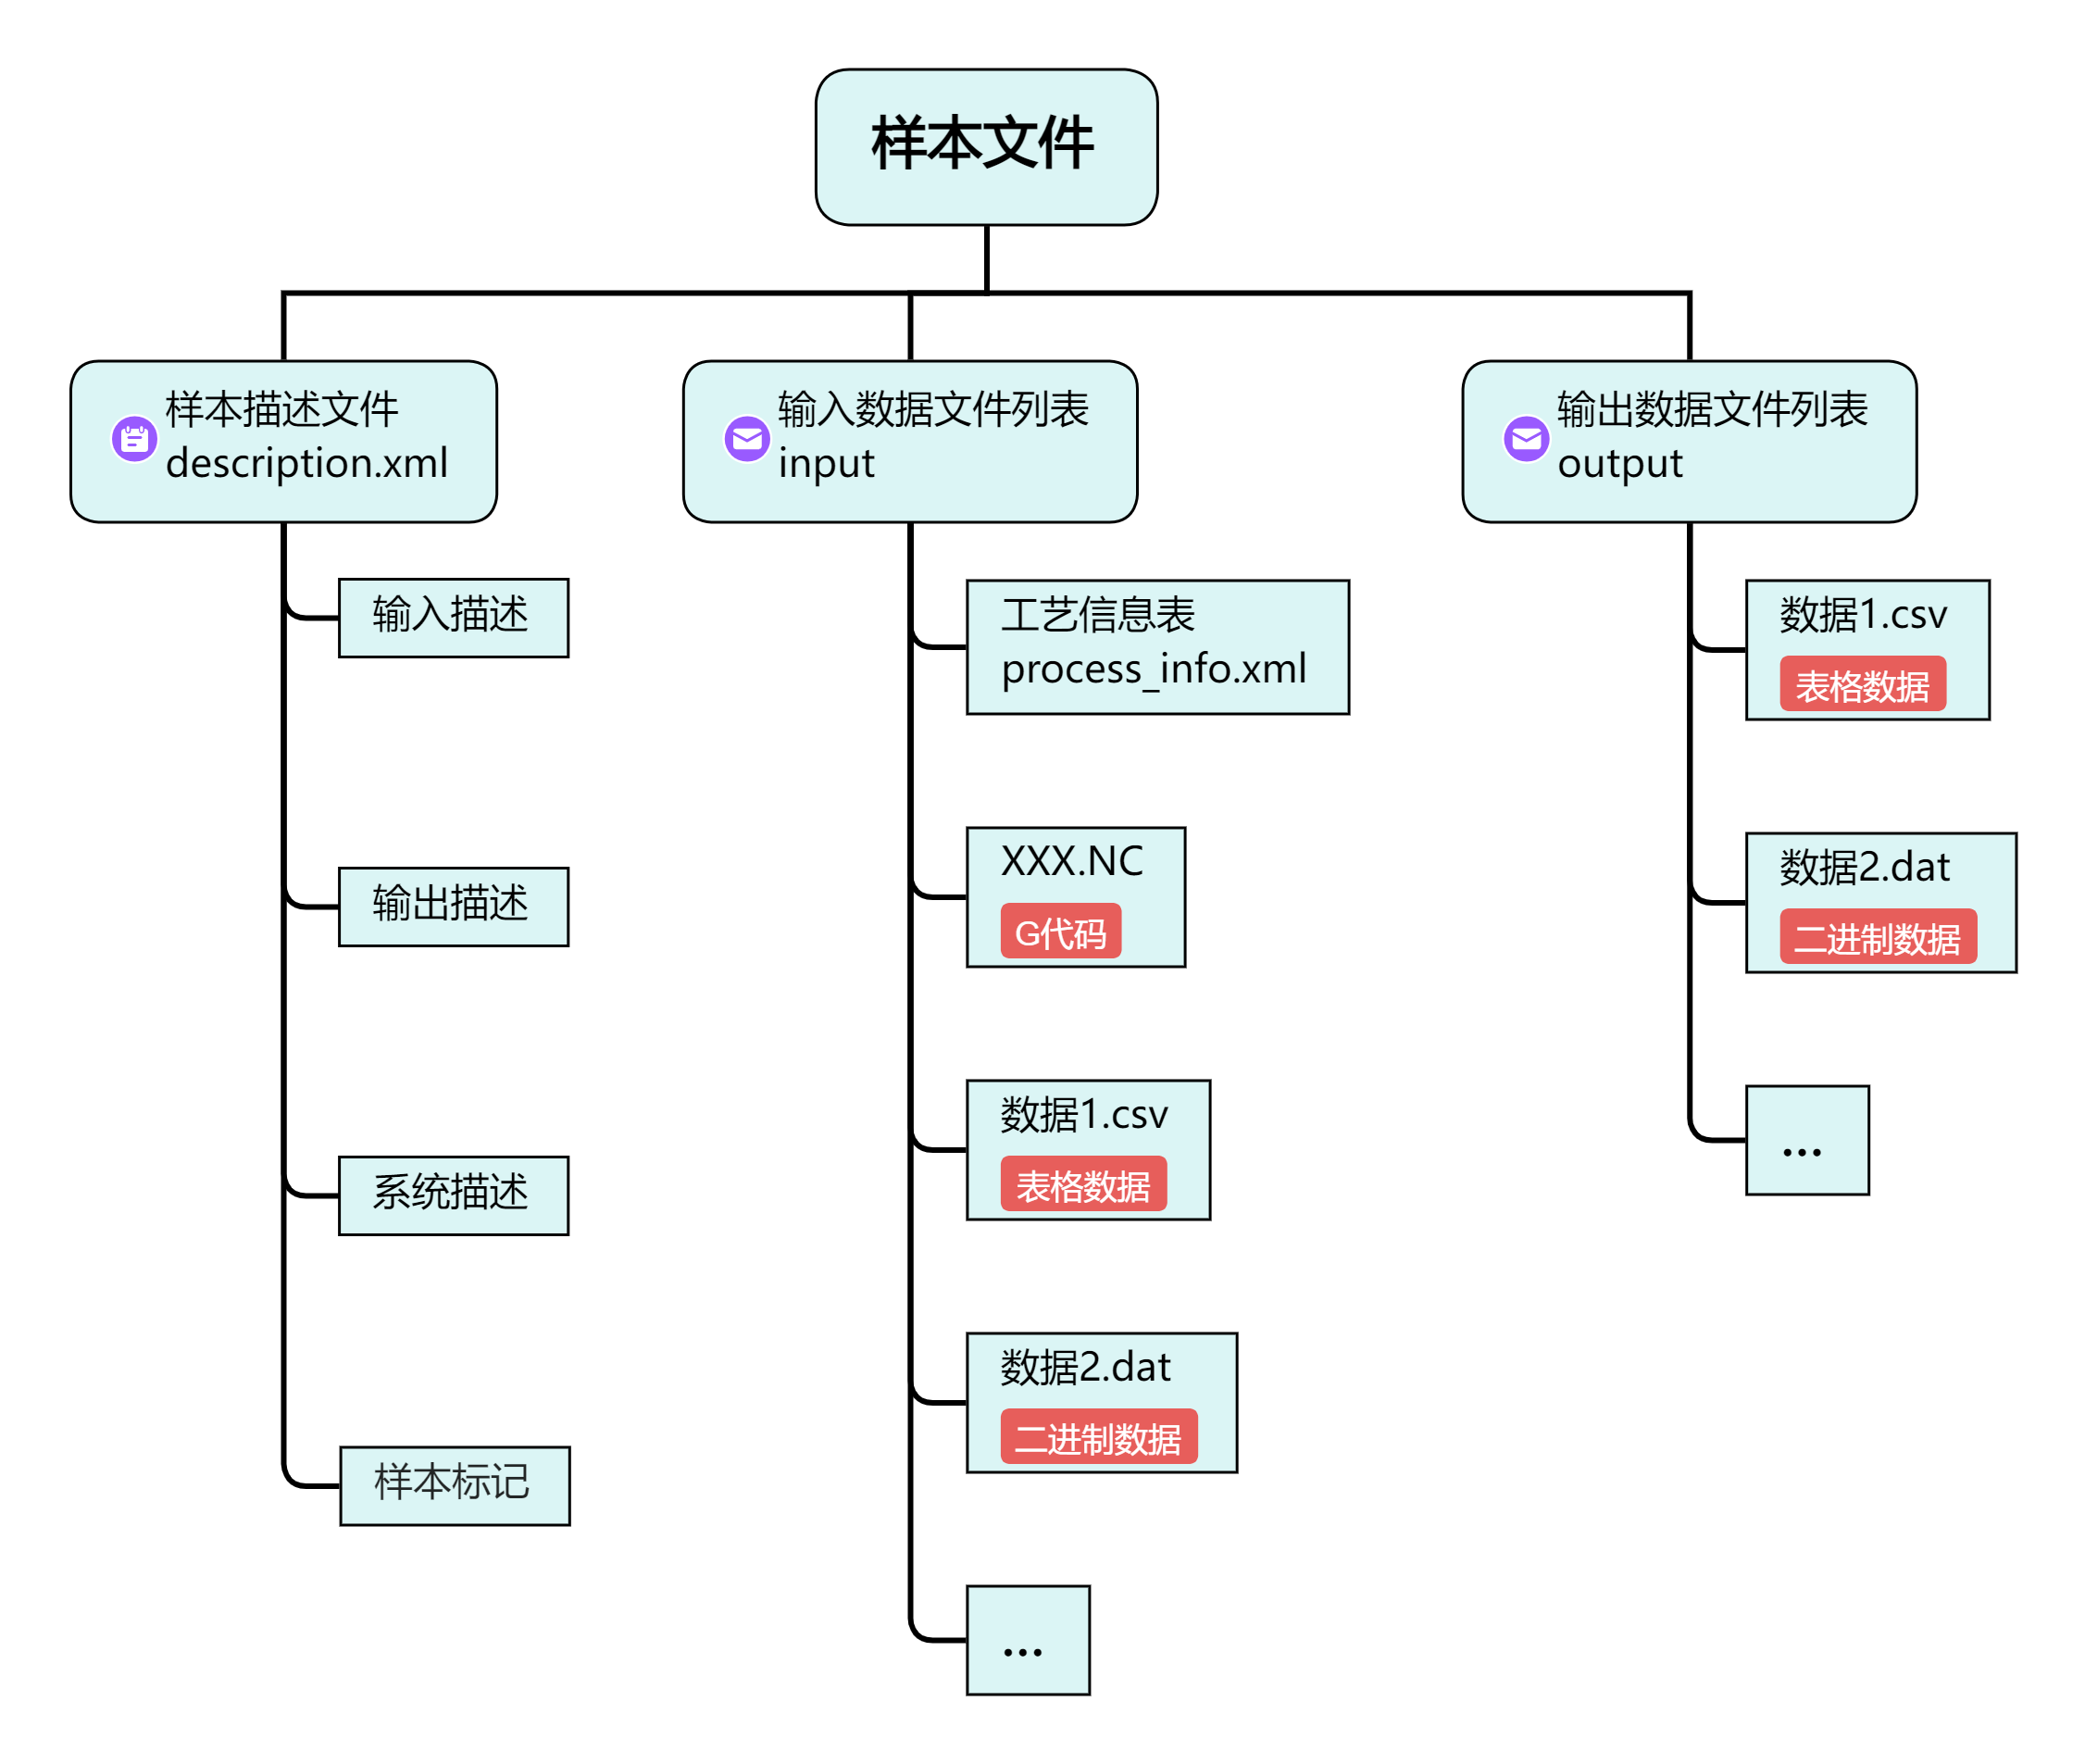 样本文件
样本描述文件
description.xml
输入描述
输出描述
系统描述
样本标记
输入数据文件列表
input
工艺信息表
process_info.xml
XXX.NC
G代码
数据1.csv
表格数据
数据2.dat
二进制数据
...
输出数据文件列表
output
数据1.csv
表格数据
数据2.dat
二进制数据
...